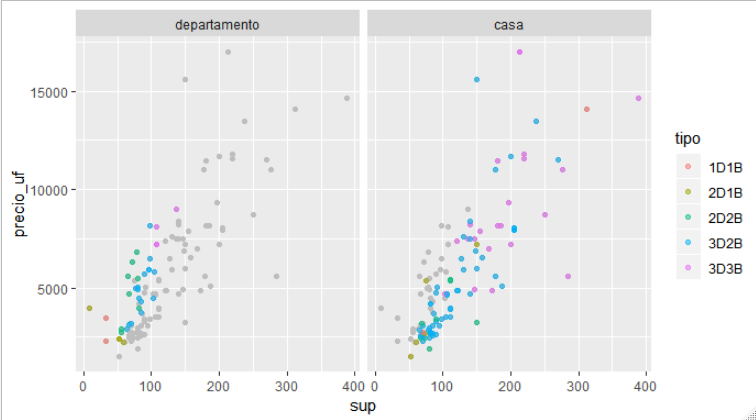 departamento casa
tipo
1D1B
2D1B
2D2B
3D2B
3D3B
precio_uf
15000
10000
5000
0 100 200 300 400 0 100 200 300 400
sup